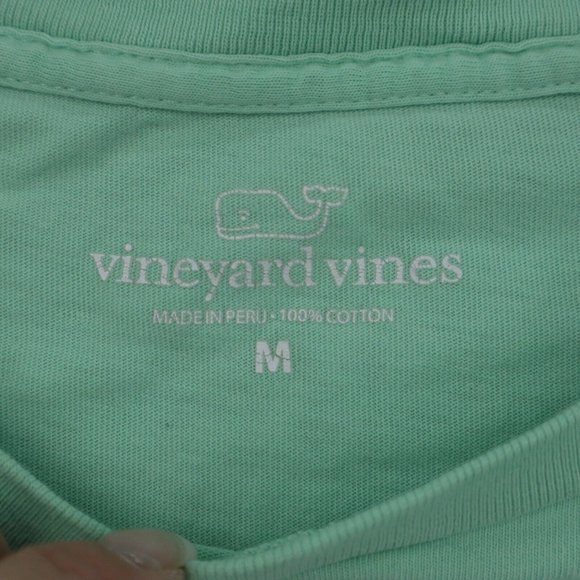 vineyard vines
MADE IN PERU • 100% COTTON
M